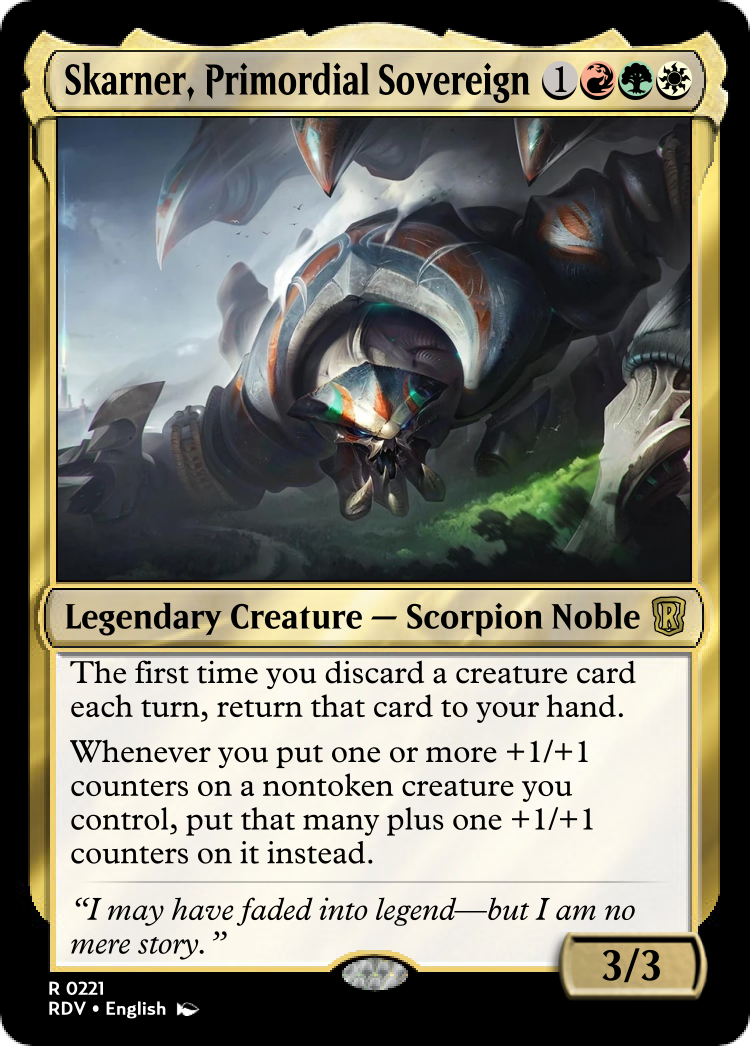 Skarner, Primordial Sovereign 1
Legendary Creature — Scorpion Noble R
The first time you discard a creature card
each turn, return that card to your hand.
Whenever you put one or more +1/+1
counters on a nontoken creature you
control, put that many plus one +1/+1
counters on it instead.
“I may have faded into legend—but I am no
mere story.”
3/3
R 0221
RDV • English